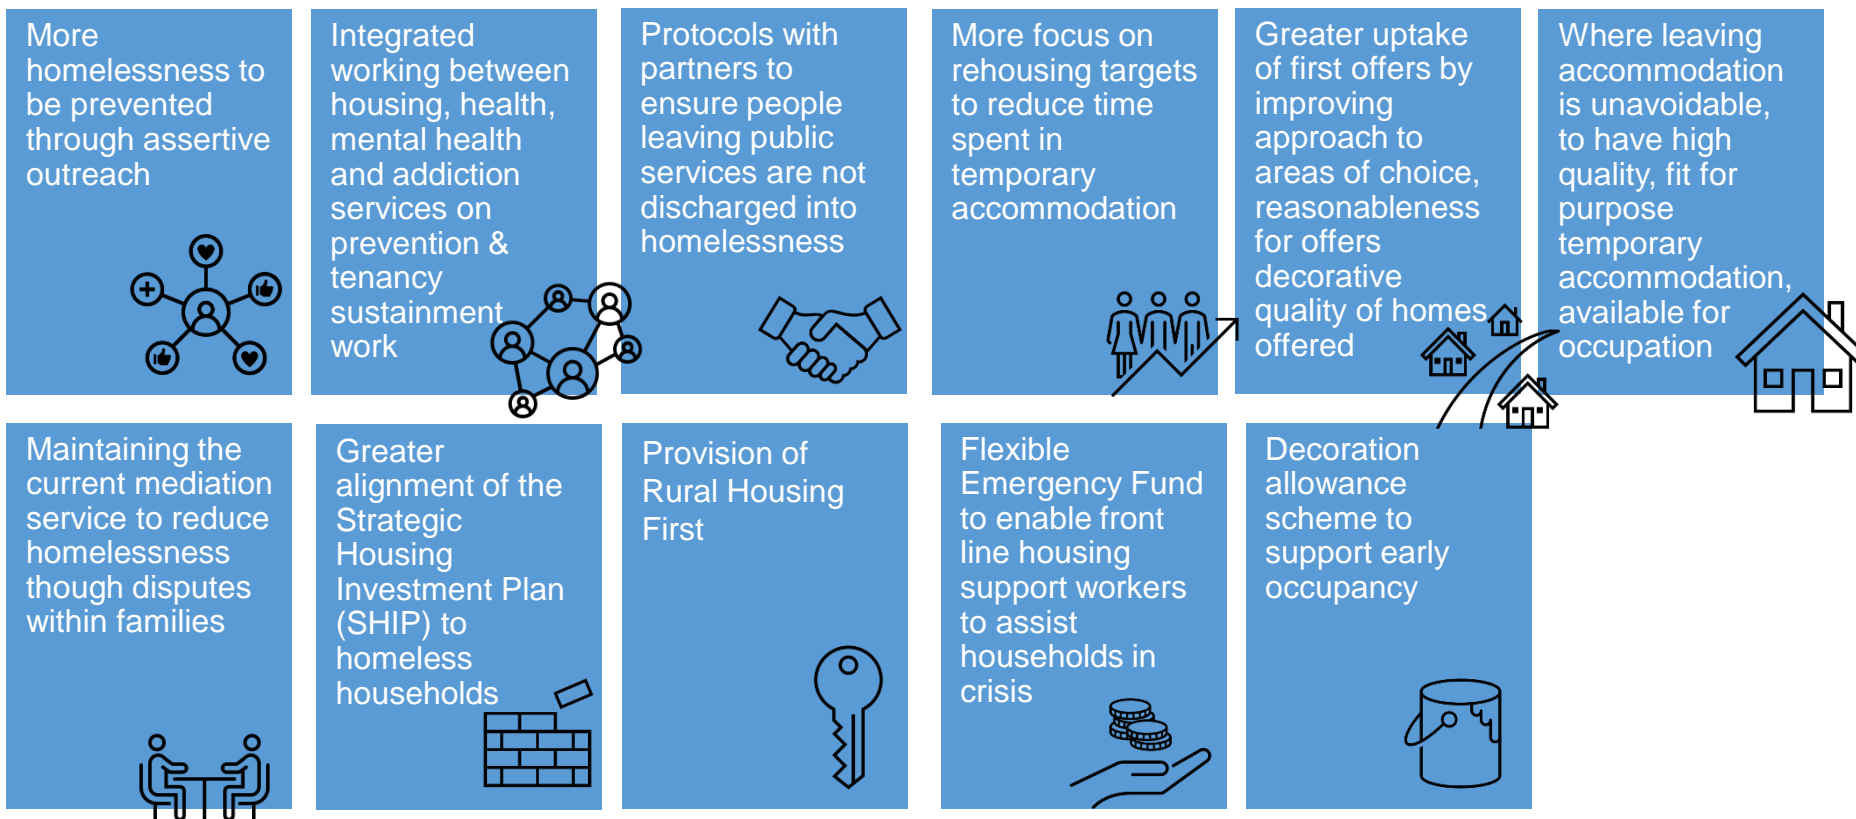 More
homelessness to
be prevented
through assertive
outreach
Integrated
working between
housing, health,
mental health
and addiction
services on
prevention &
tenancy
sustainment
work
Protocols with
partners to
ensure people
leaving public
services are not
discharged into
homelessness
More focus on
rehousing targets
to reduce time
spent in
temporary
accommodation
Greater uptake
of first offers by
improving
approach to
areas of choice,
reasonableness
for offers
decorative
quality of homes
offered
Where leaving
accommodation
is unavoidable,
to have high
quality, fit for
purpose
temporary
accommodation,
available for
occupation
Maintaining the
current mediation
service to reduce
homelessness
though disputes
within families
Greater
alignment of the
Strategic
Housing
Investment Plan
(SHIP) to
homeless
households
Provision of
Rural Housing
First
Flexible
Emergency Fund
to enable front
line housing
support workers
to assist
households in
crisis
Decoration
allowance
scheme to
support early
occupancy